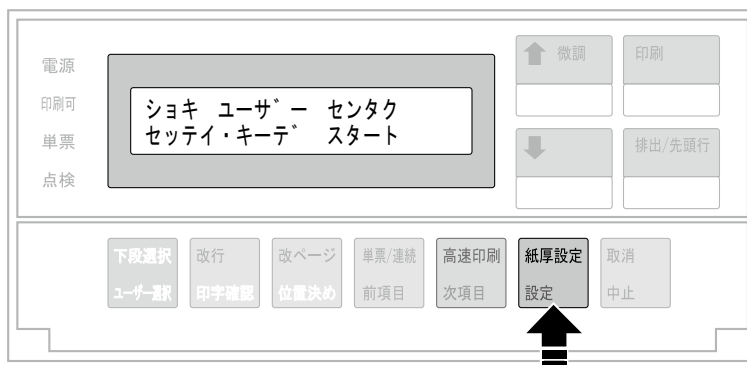 電源
印刷可
単票
点検
ショキ ユーザー センタク
セッテイ・キーデ スタート
微調
印刷
排出/先頭行
下段選択
ユーザー選択
改行
印字確認
改ページ
位置決め
単票/連続
前項目
高速印刷
次項目
紙厚設定
設定
取消
中止